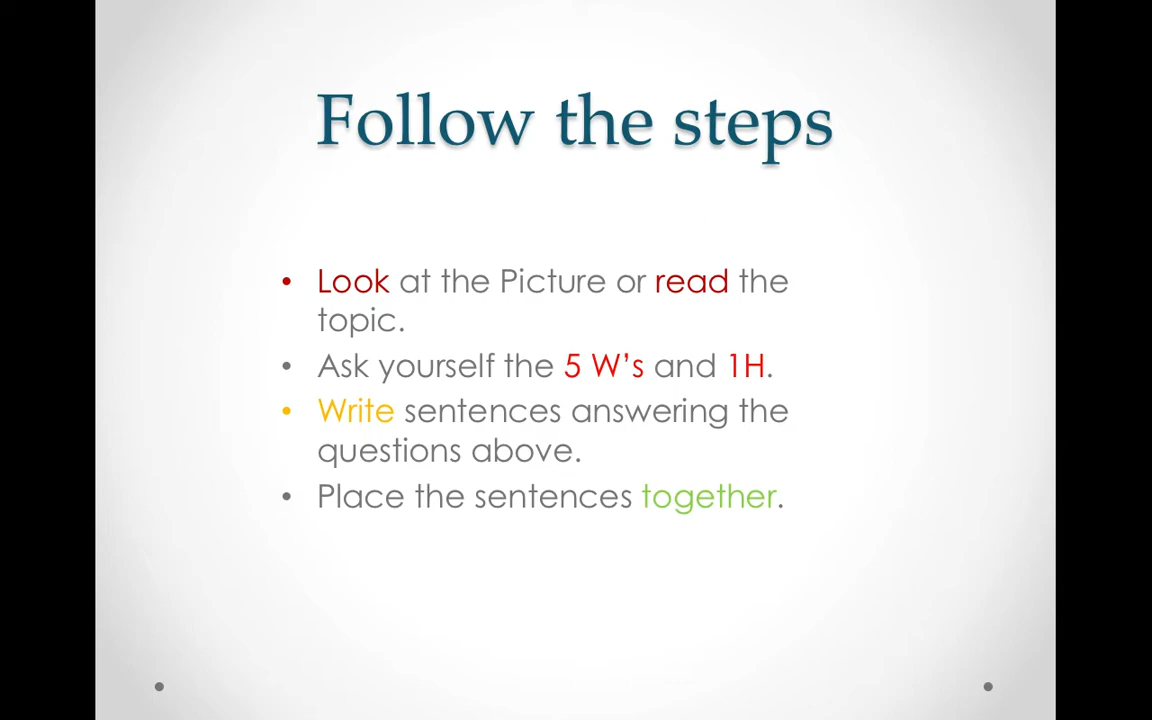 Follow the steps
• Look at the Picture or read the
topic.
• Ask yourself the 5 W’s and 1H.
• Write sentences answering the
questions above.
• Place the sentences together.